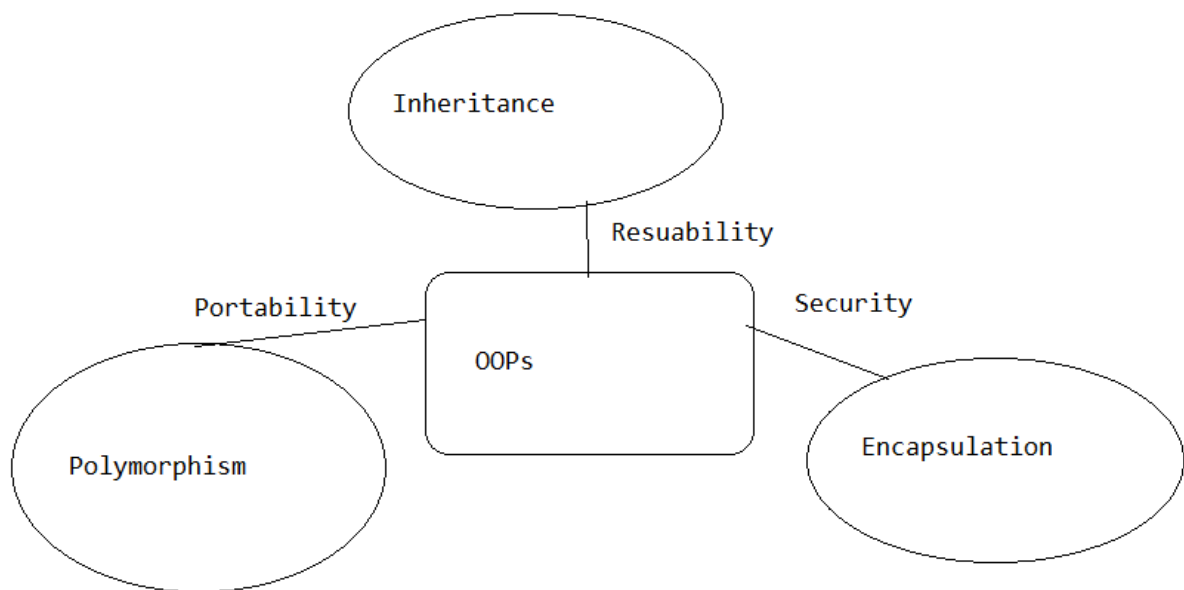 Inheritance
Resuability
Portability
Security
OOPs
Polymorphism
Encapsulation